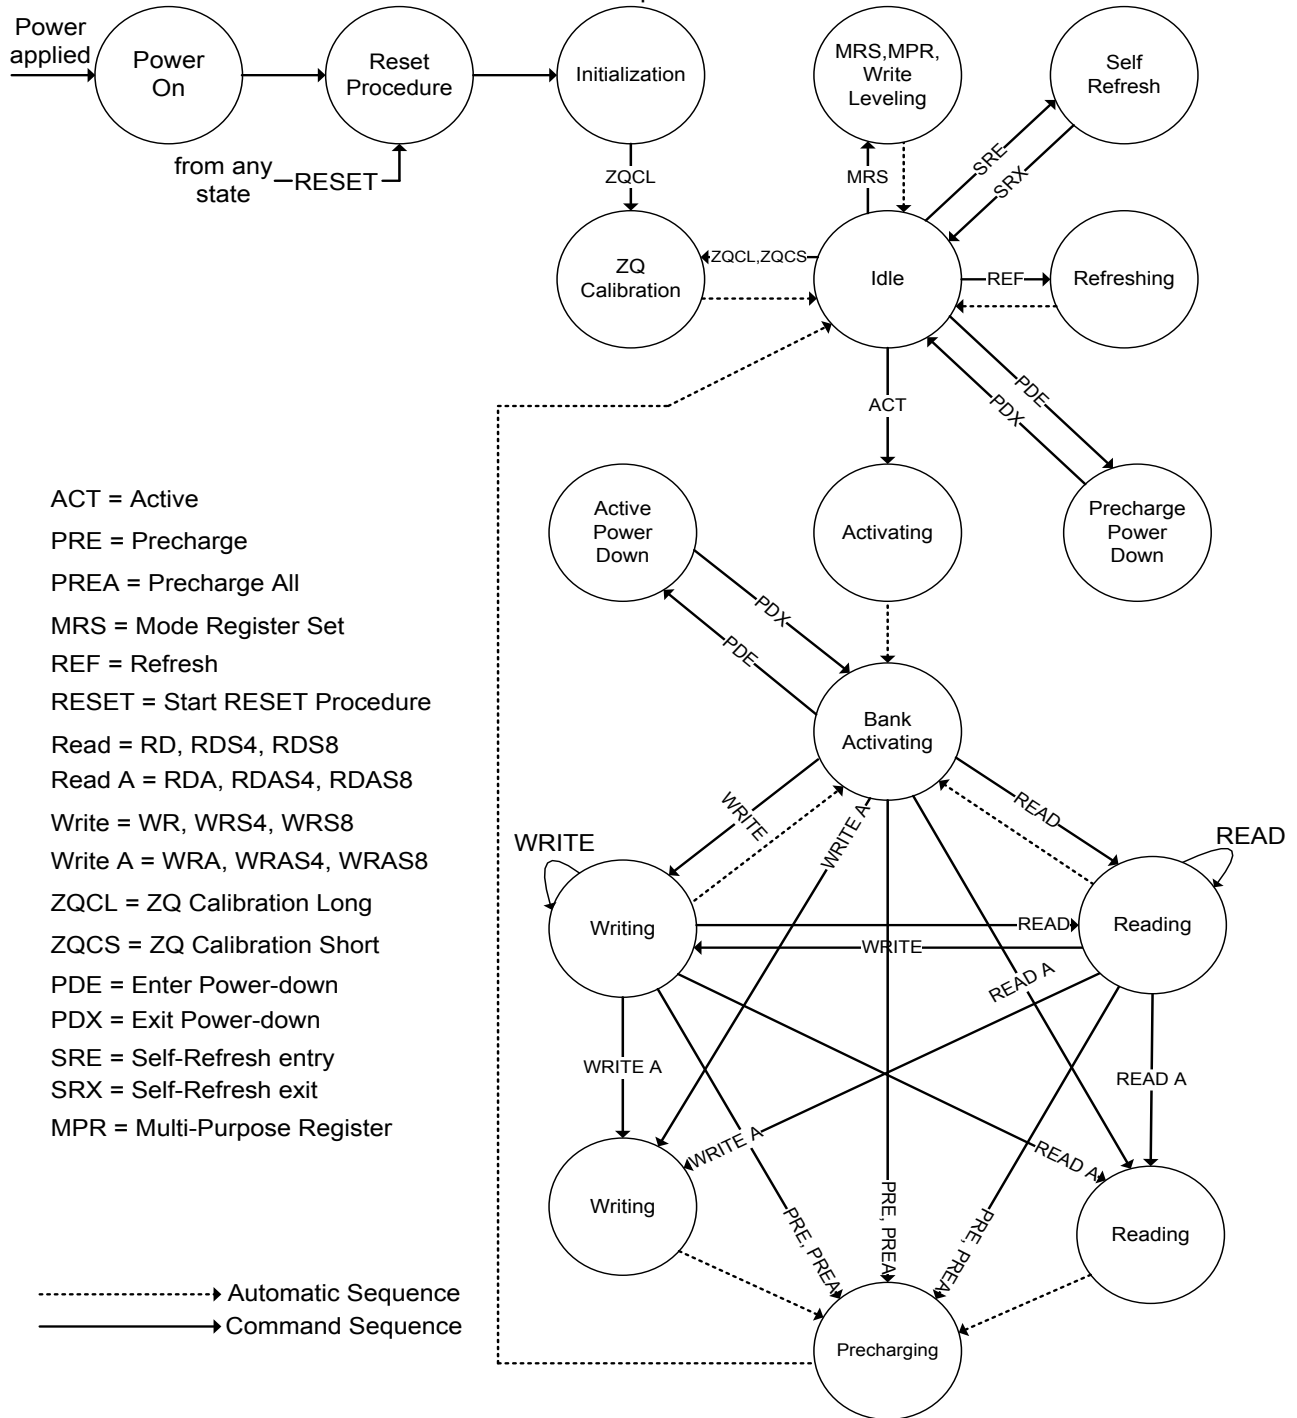 Power
applied
Power
On
Reset
Procedure
Initialization
MRS,MPR,
Write
Leveling
Self
Refresh
from any
state
RESET
ZQCL
MRS
SRE
SRX
ZQ
Calibration
ZQCL,ZQCS
Idle
REF
Refreshing
ACT
PDE
PDX
Active
Power
Down
Activating
Precharge
Power
Down
PDX
PDE
Bank
Activating
WRITE
WRITE
WRITE A
READ
READ
Writing
READ
WRITE
Reading
READ A
WRITE A
READ A
WRITE A
READ A
Writing
PRE, PREA
PRE, PREA
PRE, PREA
Reading
Precharging
ACT = Active
PRE = Precharge
PREA = Precharge All
MRS = Mode Register Set
REF = Refresh
RESET = Start RESET Procedure
Read = RD, RDS4, RDS8
Read A = RDA, RDAS4, RDAS8
Write = WR, WRS4, WRS8
Write A = WRA, WRAS4, WRAS8
ZQCL = ZQ Calibration Long
ZQCS = ZQ Calibration Short
PDE = Enter Power-down
PDX = Exit Power-down
SRE = Self-Refresh entry
SRX = Self-Refresh exit
MPR = Multi-Purpose Register
Automatic Sequence
Command Sequence